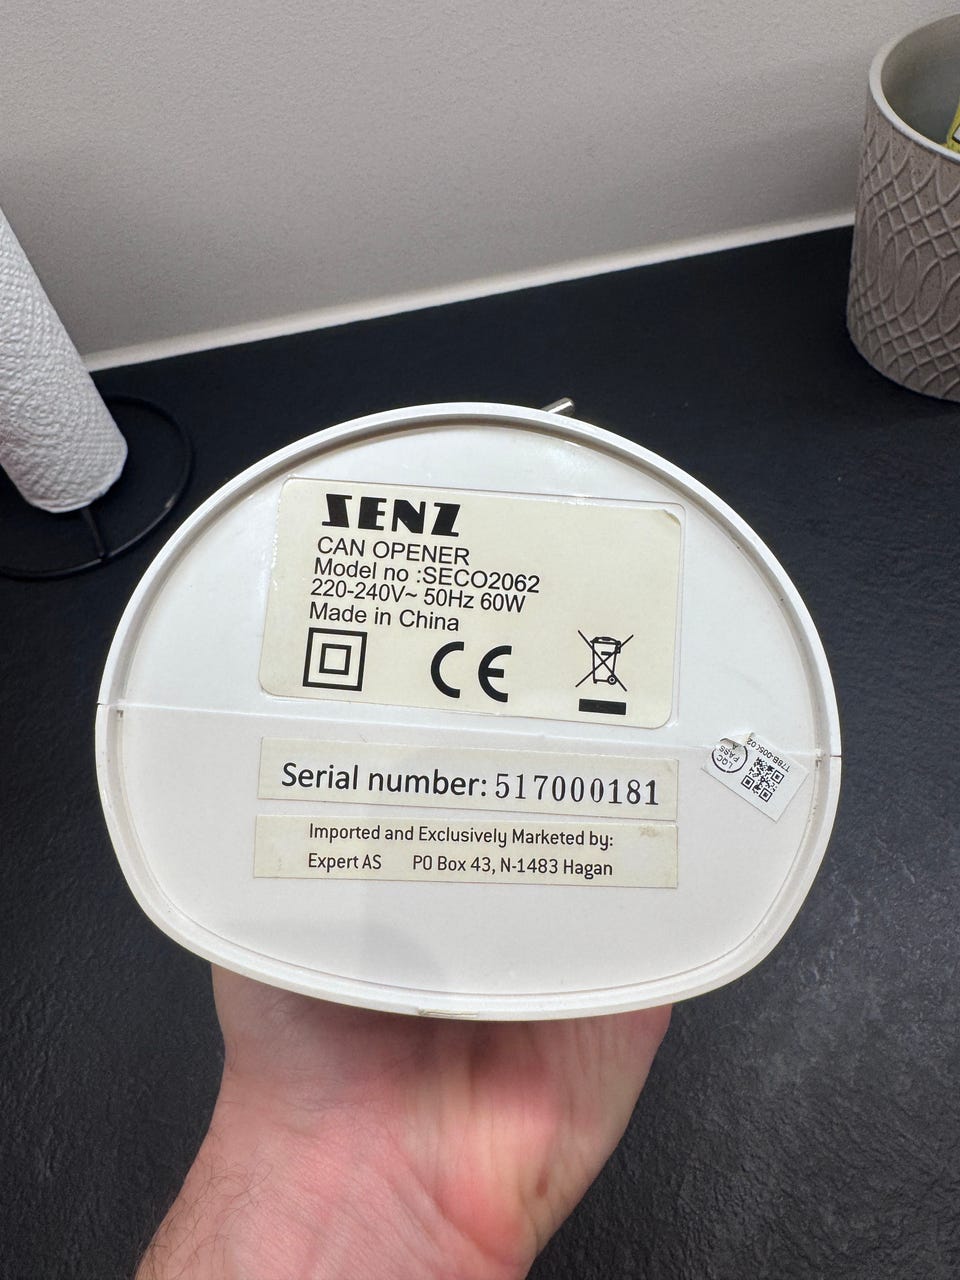 SENZ
CAN OPENER
Model no :SECO2062
220-240V~ 50Hz 60W
Made in China
CE
Serial number: 517000181
Imported and Exclusively Marketed by:
Expert AS PO Box 43, N-1483 Hagan
LQC